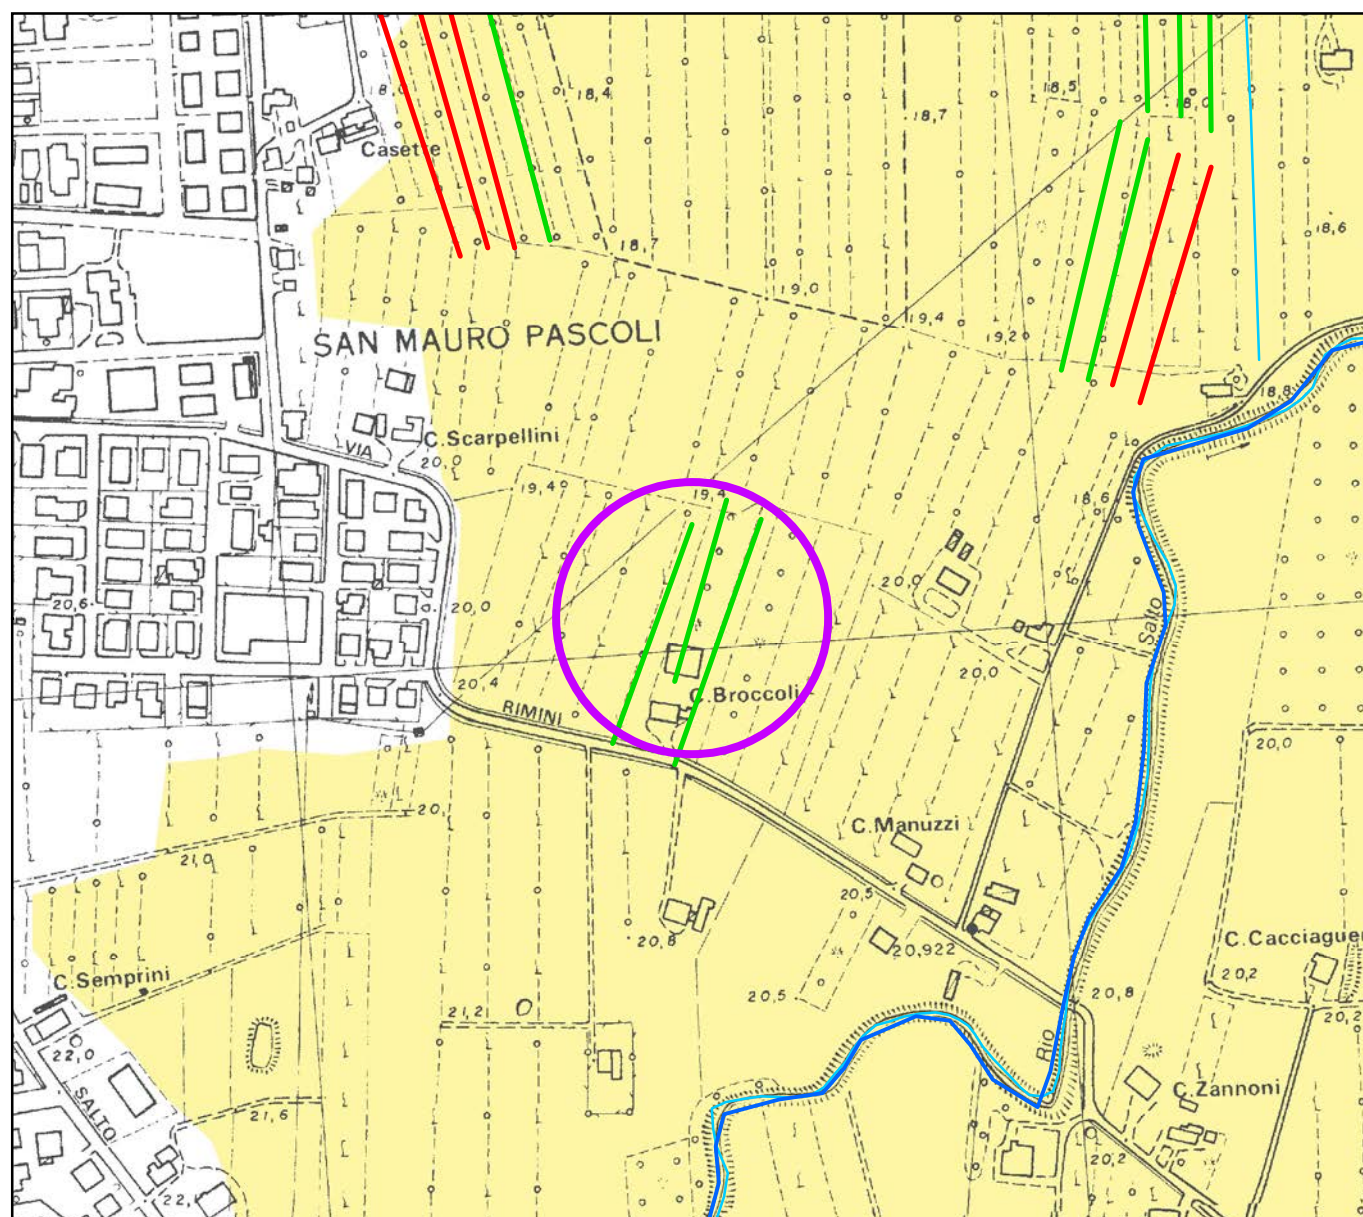 18,4
18,5
18,0
18,7
Casette
18,6
18,7
19,0
19,4
19,2
SAN MAURO PASCOLI
18,8
C.Scarpellini
VIA
20,0
19,4
19,4
18,6
20,0
20,6
20,0
Salto
20,0
20,4
RIMINI
C.Broccoli
20,0
C.Manuzzi
21,0
20,5
20,8
20,922
C.Cacciague
20,2
C.Semprini
20,5
20,8
21,2
20,2
RIO
22,0
SALTO
C.Zannoni
21,6
20,2
22,